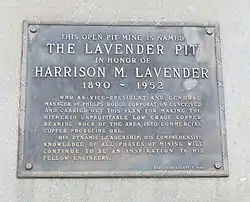 THIS OPEN PIT MINE IS NAMED
THE LAVENDER PIT
IN HONOR OF
HARRISON M. LAVENDER
1890 - 1952
WHO AS VICE-PRESIDENT AND GENERAL
MANAGER OF PHELPS DODGE CORPORATION CONCEIVED
AND CARRIED OUT THIS PLAN FOR MAKING THE
HITHERTO UNPROFITABLE LOW GRADE COPPER
BEARING ROCK OF THE AREA INTO COMMERCIAL
COPPER PRODUCING ORE.
HIS DYNAMIC LEADERSHIP, HIS COMPREHENSIVE
KNOWLEDGE OF ALL PHASES OF MINING WILL
CONTINUE TO BE AN INSPIRATION TO HIS
FELLOW ENGINEERS.